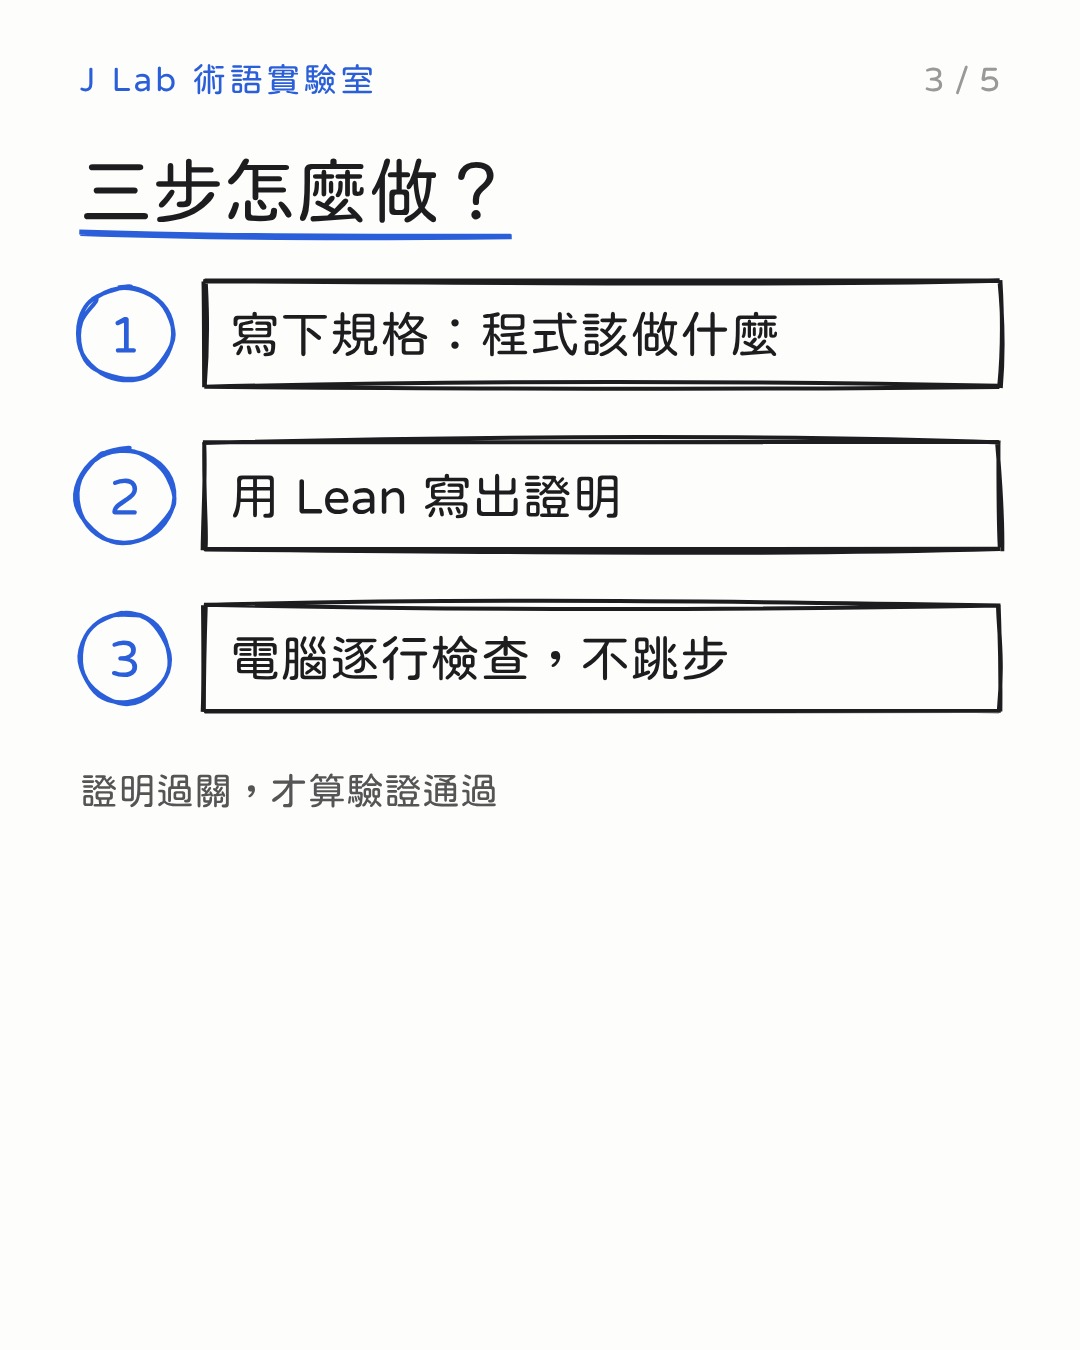 J Lab 術語實驗室
3 / 5
三步怎麼做？
1
寫下規格：程式該做什麼
2
用 Lean 寫出證明
3
電腦逐行檢查，不跳步
證明過關，才算驗證通過